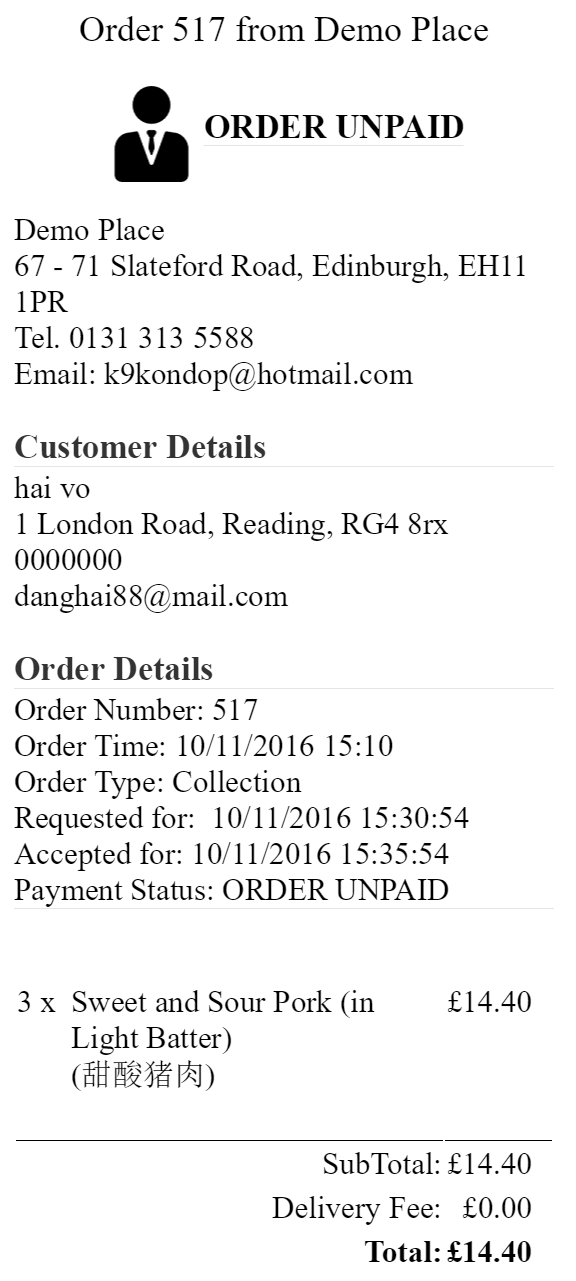 Order 517 from Demo Place
ORDER UNPAID
Demo Place
67 - 71 Slateford Road, Edinburgh, EH11
1PR
Tel. 0131 313 5588
Email: k9kondop@hotmail.com
Customer Details
hai vo
1 London Road, Reading, RG4 8rx
0000000
danghai88@mail.com
Order Details
Order Number: 517
Order Time: 10/11/2016 15:10
Order Type: Collection
Requested for:  10/11/2016 15:30:54
Accepted for: 10/11/2016 15:35:54
Payment Status: ORDER UNPAID
3 x Sweet and Sour Pork (in £14.40
Light Batter)
(甜酸猪肉)
SubTotal: £14.40
Delivery Fee: £0.00
Total: £14.40